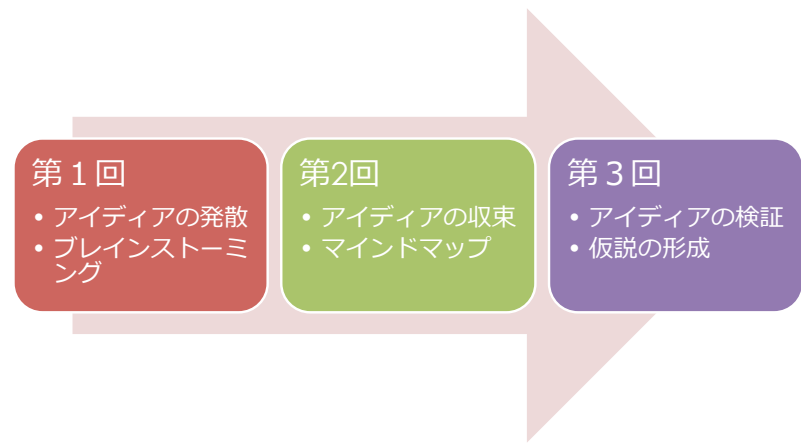 第１回
• アイディアの発散
• ブレインストーミ
ング
第2回
• アイディアの収束
• マインドマップ
第３回
• アイディアの検証
• 仮説の形成